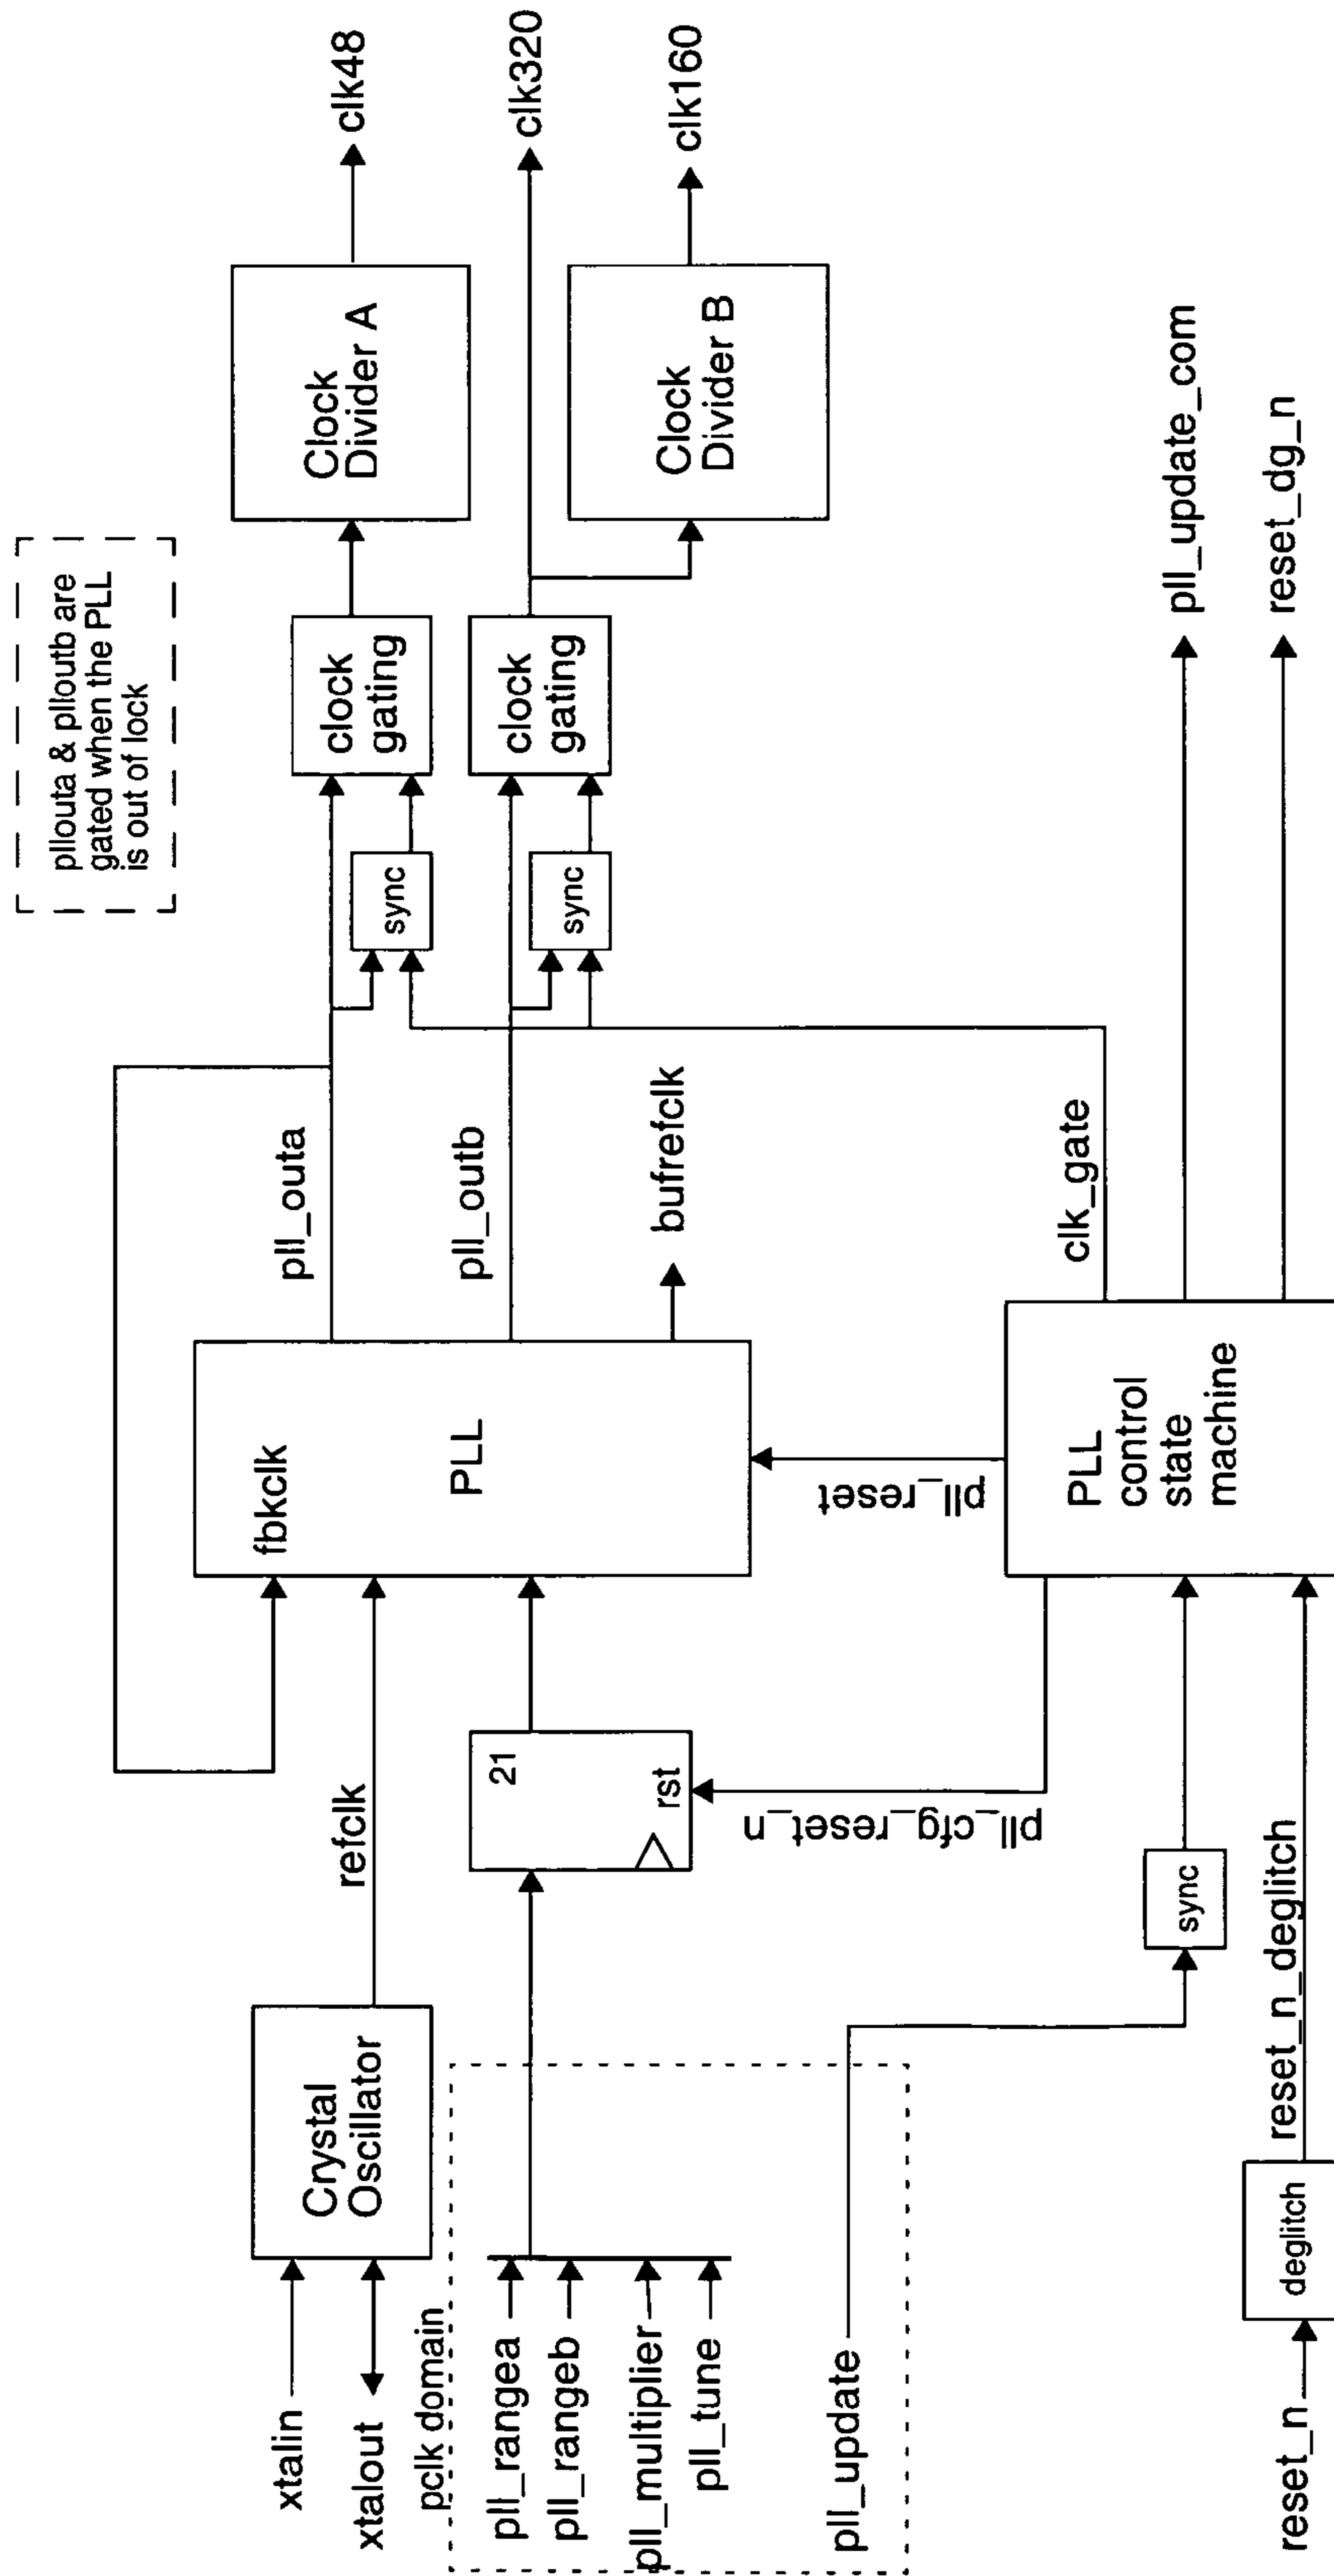 pllouta &plloutb are
gated when the PLL
is out of lock
xtalin
xtalout
Crystal
Oscillator
refclk
fbkclk
PLL
pll_outa
pll_outb
bufrefclk
sync
sync
clock
gating
clock
gating
Clock
Divider A
Clock
Divider B
clk48
clk320
clk160
pclk domain
pll_rangea
pll_rangeb
pll_multiplier
pll_tune
pll_update
21
rst
pll_cfg_reset_n
pll_reset
sync
PLL
control
state
machine
clk_gate
pll_update_com
reset_dg_n
reset_n
deglitch
reset_n_deglitch